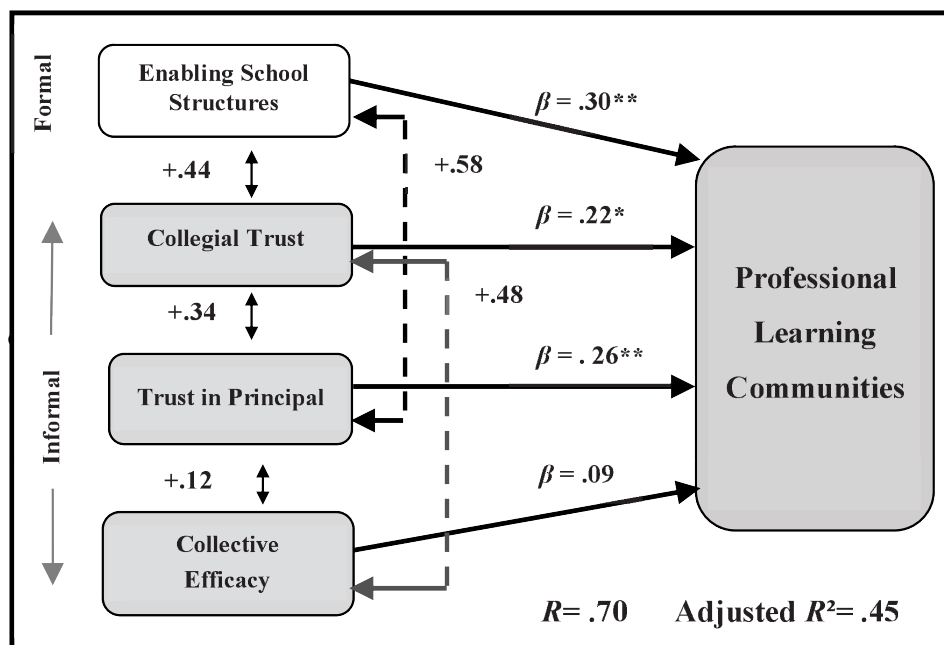 Formal
Informal
Enabling School
Structures
+.44
Collegial Trust
+.34
Trust in Principal
+.12
Collective
Efficacy
+.58
+.48
β = .30**
β = .22*
β = . 26**
β = .09
Professional
Learning
Communities
R= .70 Adjusted R²= .45